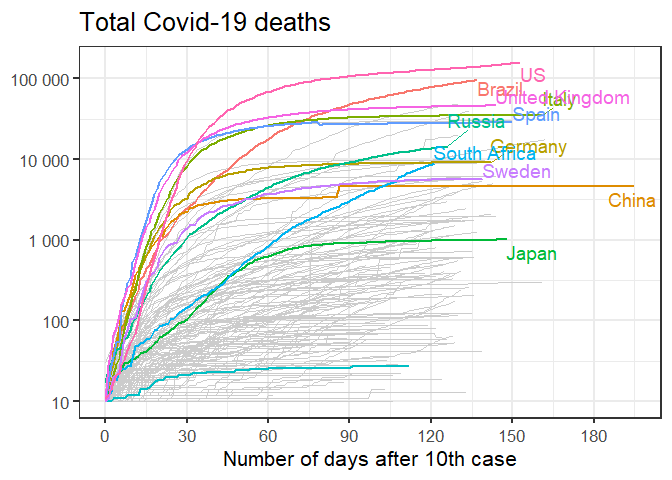 Total Covid-19 deaths
100 000
10 000
1 000
100
10
US
Brazil
United Kingdom
Italy
Spain
Russia
Germany
South Africa
Sweden
China
Japan
0 30 60 90 120 150 180
Number of days after 10th case